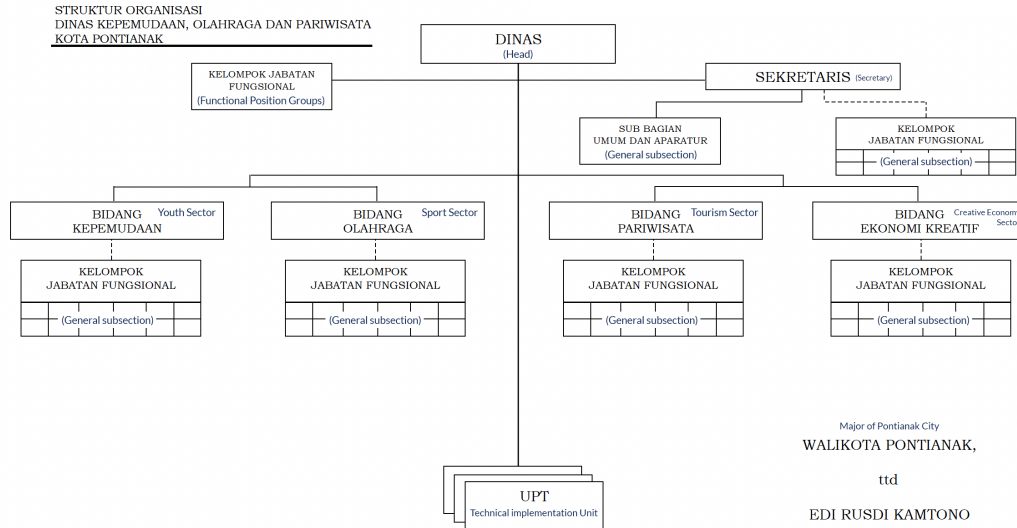 STRUKTUR ORGANISASI
DINAS KEPEMUDAAN, OLAHRAGA DAN PARIWISATA
KOTA PONTIANAK
DINAS
(Head)
KELOMPOK JABATAN
FUNGSIONAL
(Functional Position Groups)
SEKRETARIS (Secretary)
SUB BAGIAN
UMUM DAN APARATUR
(General subsection)
KELOMPOK
JABATAN FUNGSIONAL
(General subsection)
BIDANG Youth Sector
KEPEMUDAAN
BIDANG Sport Sector
OLAHRAGA
BIDANG Tourism Sector
PARIWISATA
BIDANG Creative Economy
EKONOMI KREATIF Secto
KELOMPOK
JABATAN FUNGSIONAL
(General subsection)
KELOMPOK
JABATAN FUNGSIONAL
(General subsection)
KELOMPOK
JABATAN FUNGSIONAL
(General subsection)
KELOMPOK
JABATAN FUNGSIONAL
(General subsection)
Major of Pontianak City
WALIKOTA PONTIANAK,
ttd
EDI RUSDI KAMTONO
UPT
Technical implementation Unit